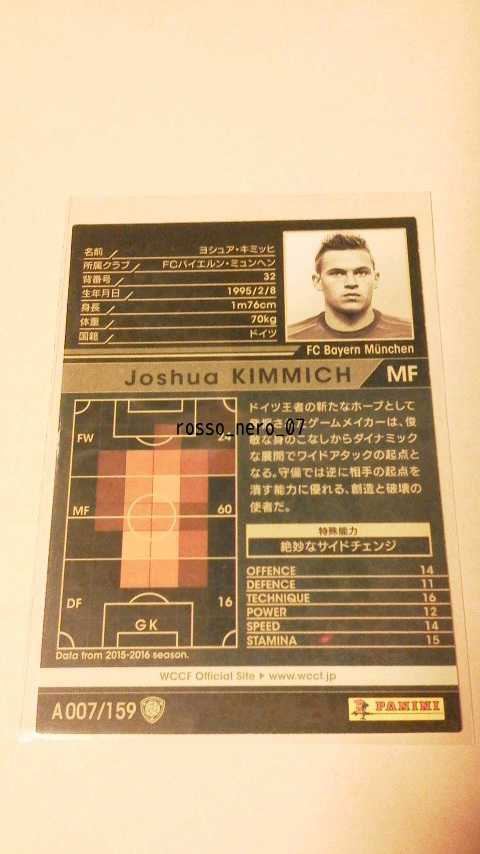 名前 ヨシュア・キミッヒ
所属クラブ FCバイエルン・ミュンヘン
背番号 32
生年月日 1995/2/8
身長 1m76cm
体重 70kg
国籍 ドイツ
FC Bayern München
Joshua KIMMICH MF
FW
MF 60
DF 16
GK
Data from 2015-2016 season.
ドイツ王者の新たなホープとして
ゲームメイカーは、俊
敏な身のこなしからダイナミック
な展開でワイドアタックの起点と
なる。守備では逆に相手の起点を
潰す能力に優れる、創造と破壊の
使者だ。
rosso_nero_07
特殊能力
絶妙なサイドチェンジ
OFFENCE 14
DEFENCE 11
TECHNIQUE 16
POWER 12
SPEED 14
STAMINA 15
WCCF Official Site ▶ www.wccf.jp
A007/159
PANINI